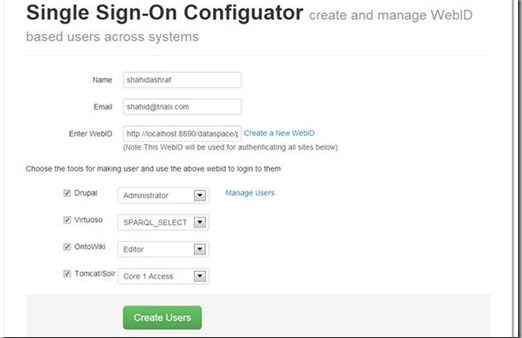 Single Sign-On Configuator create and manage WebID
based users across systems
Name shahidashraf
Email shahid@trialx.com
Enter WebID http://localhost:8890/dataspace/p Create a New WebID
(Note:This WebID will be used for authenticating all sites below)
Choose the tools for making user and use the above webid to login to them
Drupal Administrator Manage Users
Virtuoso SPARQL_SELECT
OntoWiki Editor
Tomcat/Solr Core 1 Access
Create Users